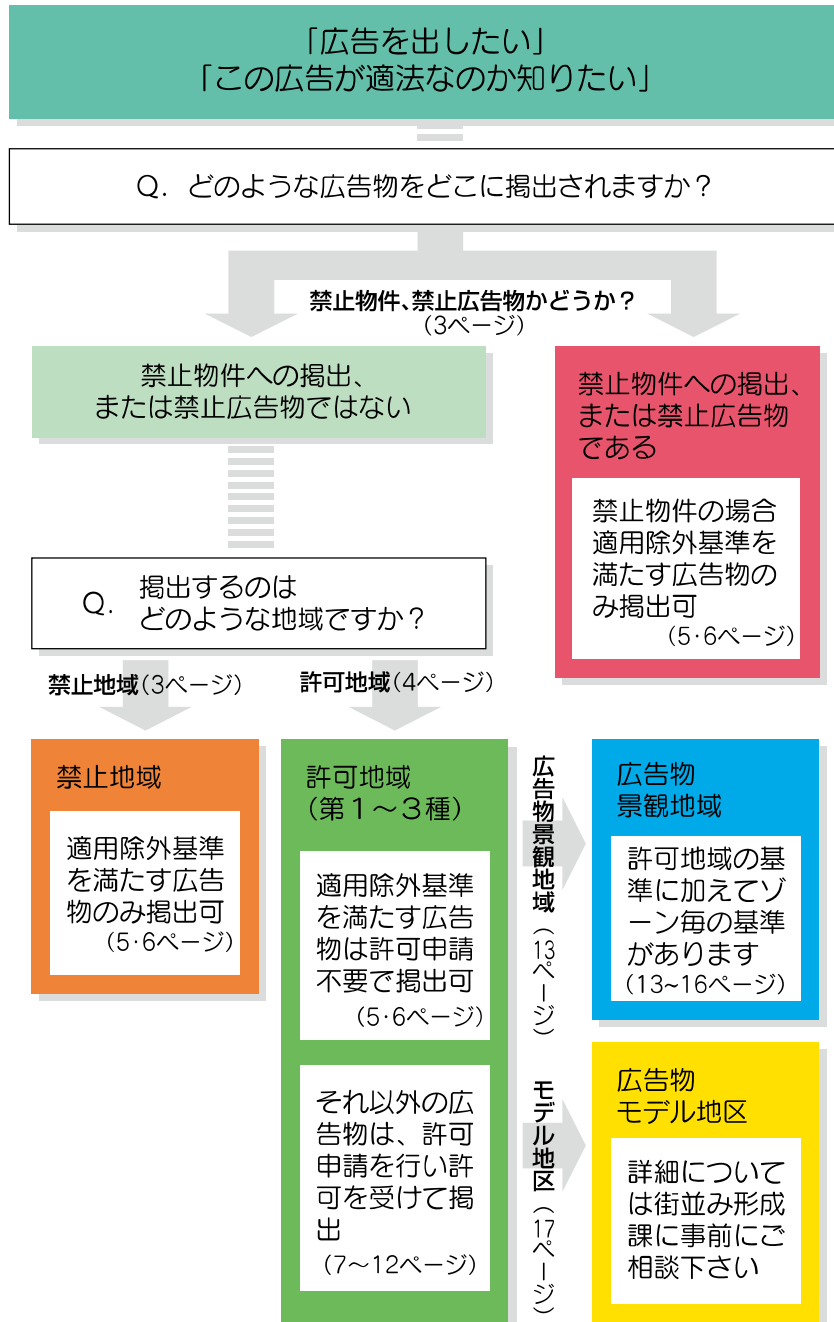 「広告を出したい」
「この広告が適法なのか知りたい」
Q. どのような広告物をどこに掲出されますか？
禁止物件、禁止広告物かどうか？
（3ページ）
禁止物件への掲出、
または禁止広告物ではない
禁止物件への掲出、
または禁止広告物
である
禁止物件の場合
適用除外基準を
満たす広告物の
み掲出可
（5･6ページ）
Q. 掲出するのは
どのような地域ですか？
禁止地域（3ページ）
許可地域（4ページ）
禁止地域
適用除外基準
を満たす広告
物のみ掲出可
（5･6ページ）
許可地域
（第１～３種）
適用除外基準
を満たす広告
物は許可申請
不要で掲出可
（5･6ページ）
それ以外の広
告物は、許可
申請を行い許
可を受けて掲
出
（7～12ページ）
広告物景観地域（13ページ）
広告物
景観地域
許可地域の基
準に加えてゾ
ーン毎の基準
があります
（13~16ページ）
モデル地区（17ページ）
広告物
モデル地区
詳細について
は街並み形成
課に事前にご
相談下さい